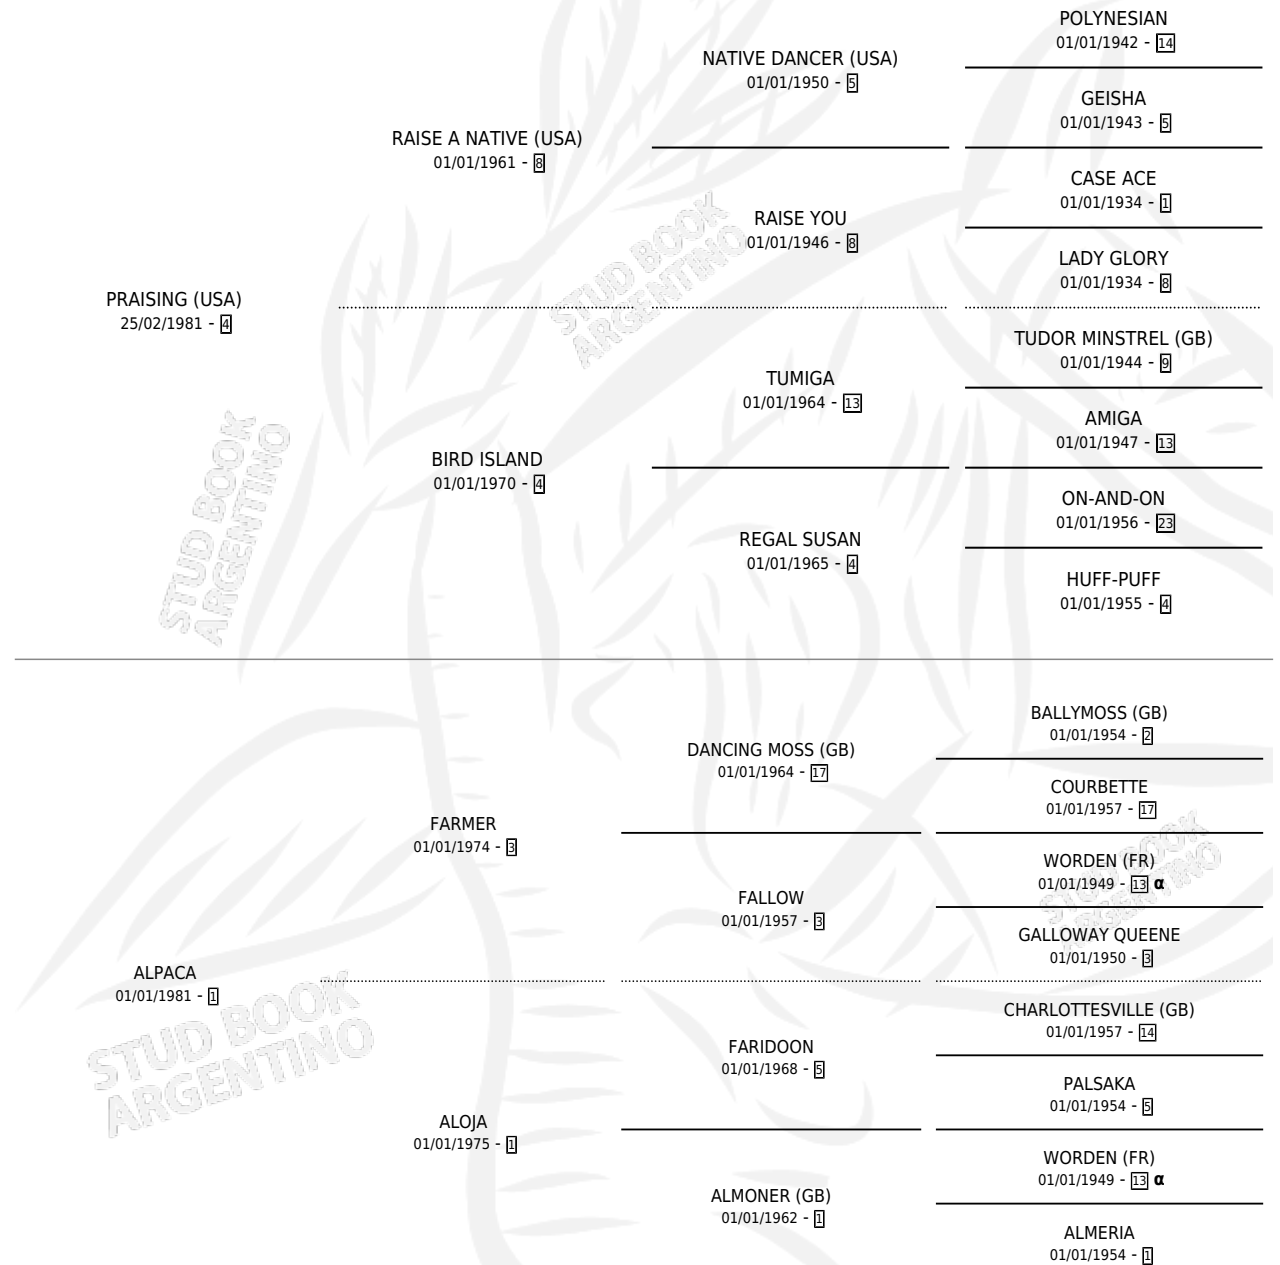 POLYNESIAN
01/01/1942 - 14
NATIVE DANCER (USA)
01/01/1950 - 5
GEISHA
01/01/1943 - 5
RAISE A NATIVE (USA)
01/01/1961 - 8
CASE ACE
01/01/1934 - 1
RAISE YOU
01/01/1946 - 8
LADY GLORY
01/01/1934 - 8
PRAISING (USA)
25/02/1981 - 4
TUDOR MINSTREL (GB)
01/01/1944 - 9
TUMIGA
01/01/1964 - 13
AMIGA
01/01/1947 - 13
BIRD ISLAND
01/01/1970 - 4
ON-AND-ON
01/01/1956 - 23
REGAL SUSAN
01/01/1965 - 4
HUFF-PUFF
01/01/1955 - 4
BALLYMOSS (GB)
01/01/1954 - 2
DANCING MOSS (GB)
01/01/1964 - 17
COURBETTE
01/01/1957 - 17
FARMER
01/01/1974 - 3
WORDEN (FR)
01/01/1949 - 13 α
FALLOW
01/01/1957 - 3
GALLOWAY QUEENE
01/01/1950 - 3
ALPACA
01/01/1981 - 1
CHARLOTTESVILLE (GB)
01/01/1957 - 14
FARIDOON
01/01/1968 - 5
PALSAKA
01/01/1954 - 5
ALOJA
01/01/1975 - 1
WORDEN (FR)
01/01/1949 - 13 α
ALMONER (GB)
01/01/1962 - 1
ALMERIA
01/01/1954 - 1
STUD BOOK
ARGENTINO
STUD BOOK
ARGENTINO
STUD BOOK
ARGENTINO
STUD BOOK
ARGENTINO